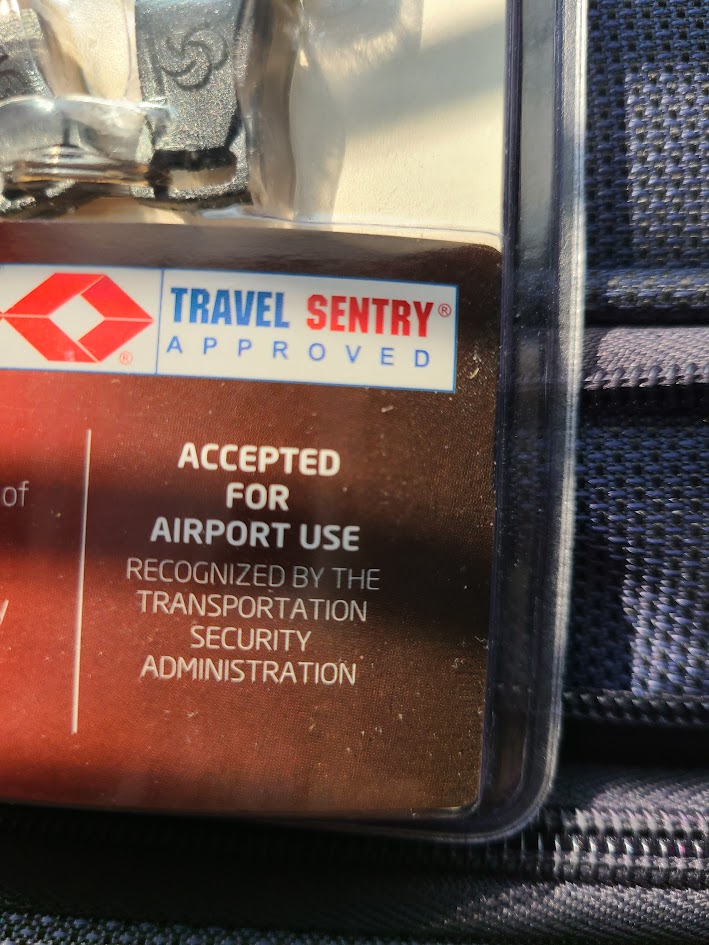 TRAVEL SENTRY®
APPROVED
®
ACCEPTED
FOR
AIRPORT USE
of
RECOGNIZED BY THE
TRANSPORTATION
y
SECURITY
ADMINISTRATION